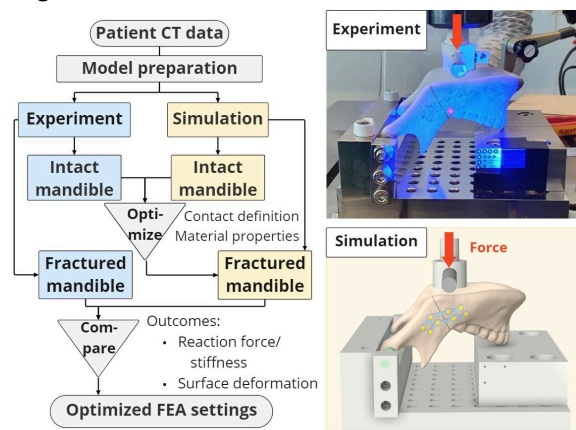 Patient CT data
Model preparation
Experiment
Simulation
Intact
mandible
Intact
mandible
Opti-
mize
Contact definition
Material properties
Fractured
mandible
Fractured
mandible
Com-
pare
Outcomes:
• Reaction force/
stiffness
• Surface deformation
Optimized FEA settings
Experiment
Simulation
Force